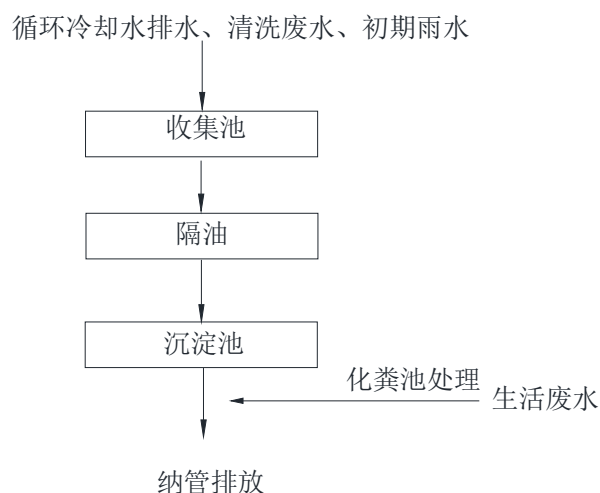 循环冷却水排水、清洗废水、初期雨水
收集池
隔油
沉淀池
化粪池处理
生活废水
纳管排放